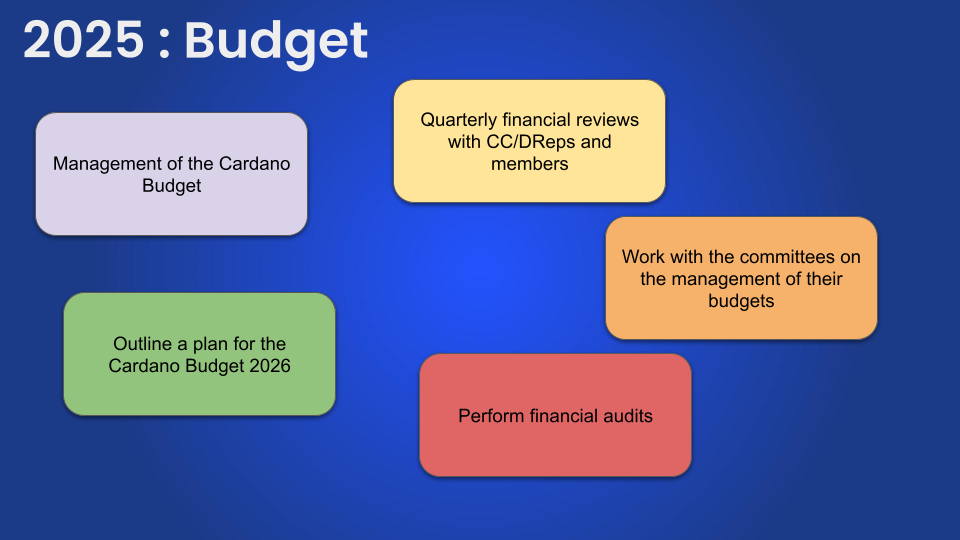 2025 : Budget
Quarterly financial reviews
with CC/DReps and
members
Management of the Cardano
Budget
Work with the committees on
the management of their
budgets
Outline a plan for the
Cardano Budget 2026
Perform financial audits